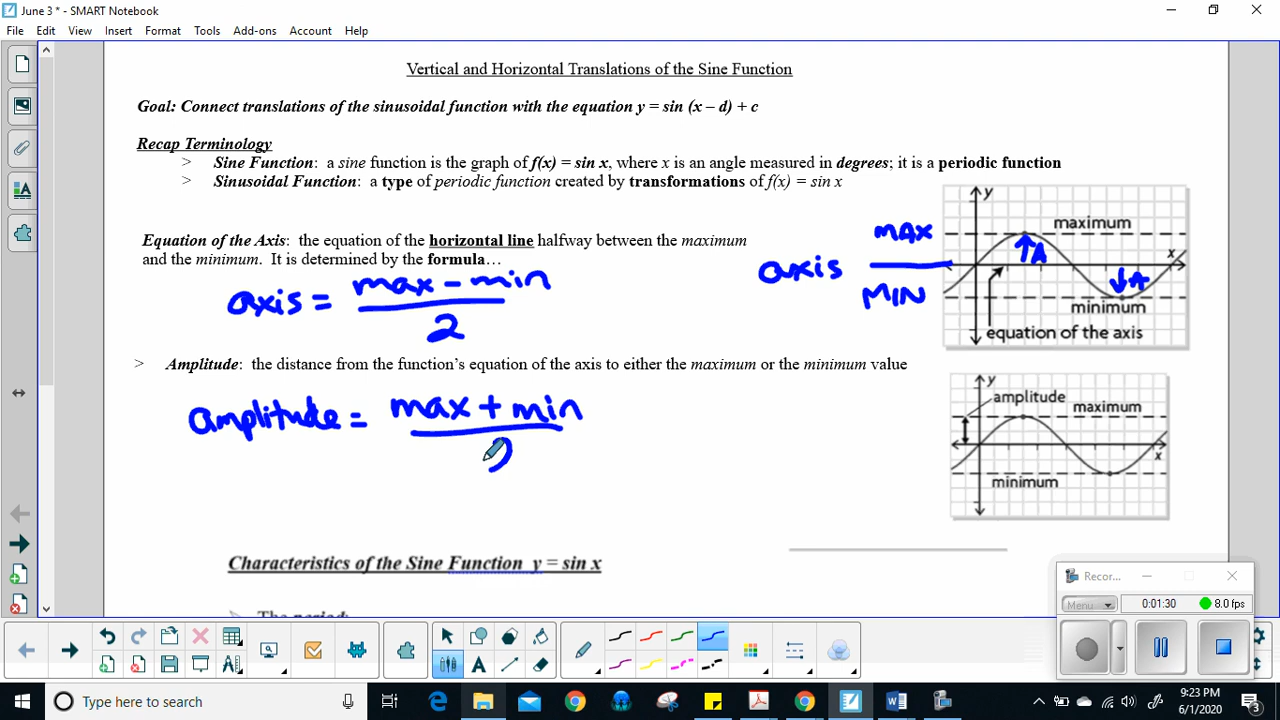 June 3 * - SMART Notebook
File Edit View Insert Format Tools Add-ons Account Help
Vertical and Horizontal Translations of the Sine Function
Goal: Connect translations of the sinusoidal function with the equation y = sin (x – d) + c
Recap Terminology
> Sine Function: a sine function is the graph of f(x) = sin x, where x is an angle measured in degrees; it is a periodic function
> Sinusoidal Function: a type of periodic function created by transformations of f(x) = sin x
Equation of the Axis: the equation of the horizontal line halfway between the maximum
and the minimum. It is determined by the formula…
axis = max - min
2
axis MAX
MIN
y
maximum
A
x
A
minimum
equation of the axis
> Amplitude: the distance from the function's equation of the axis to either the maximum or the minimum value
amplitude = max + min
y
amplitude
maximum
x
minimum
Characteristics of the Sine Function y = sin x
The period:
Recor...
Menu
0:01:30
8.0 fps
Type here to search
9:23 PM
6/1/2020
3